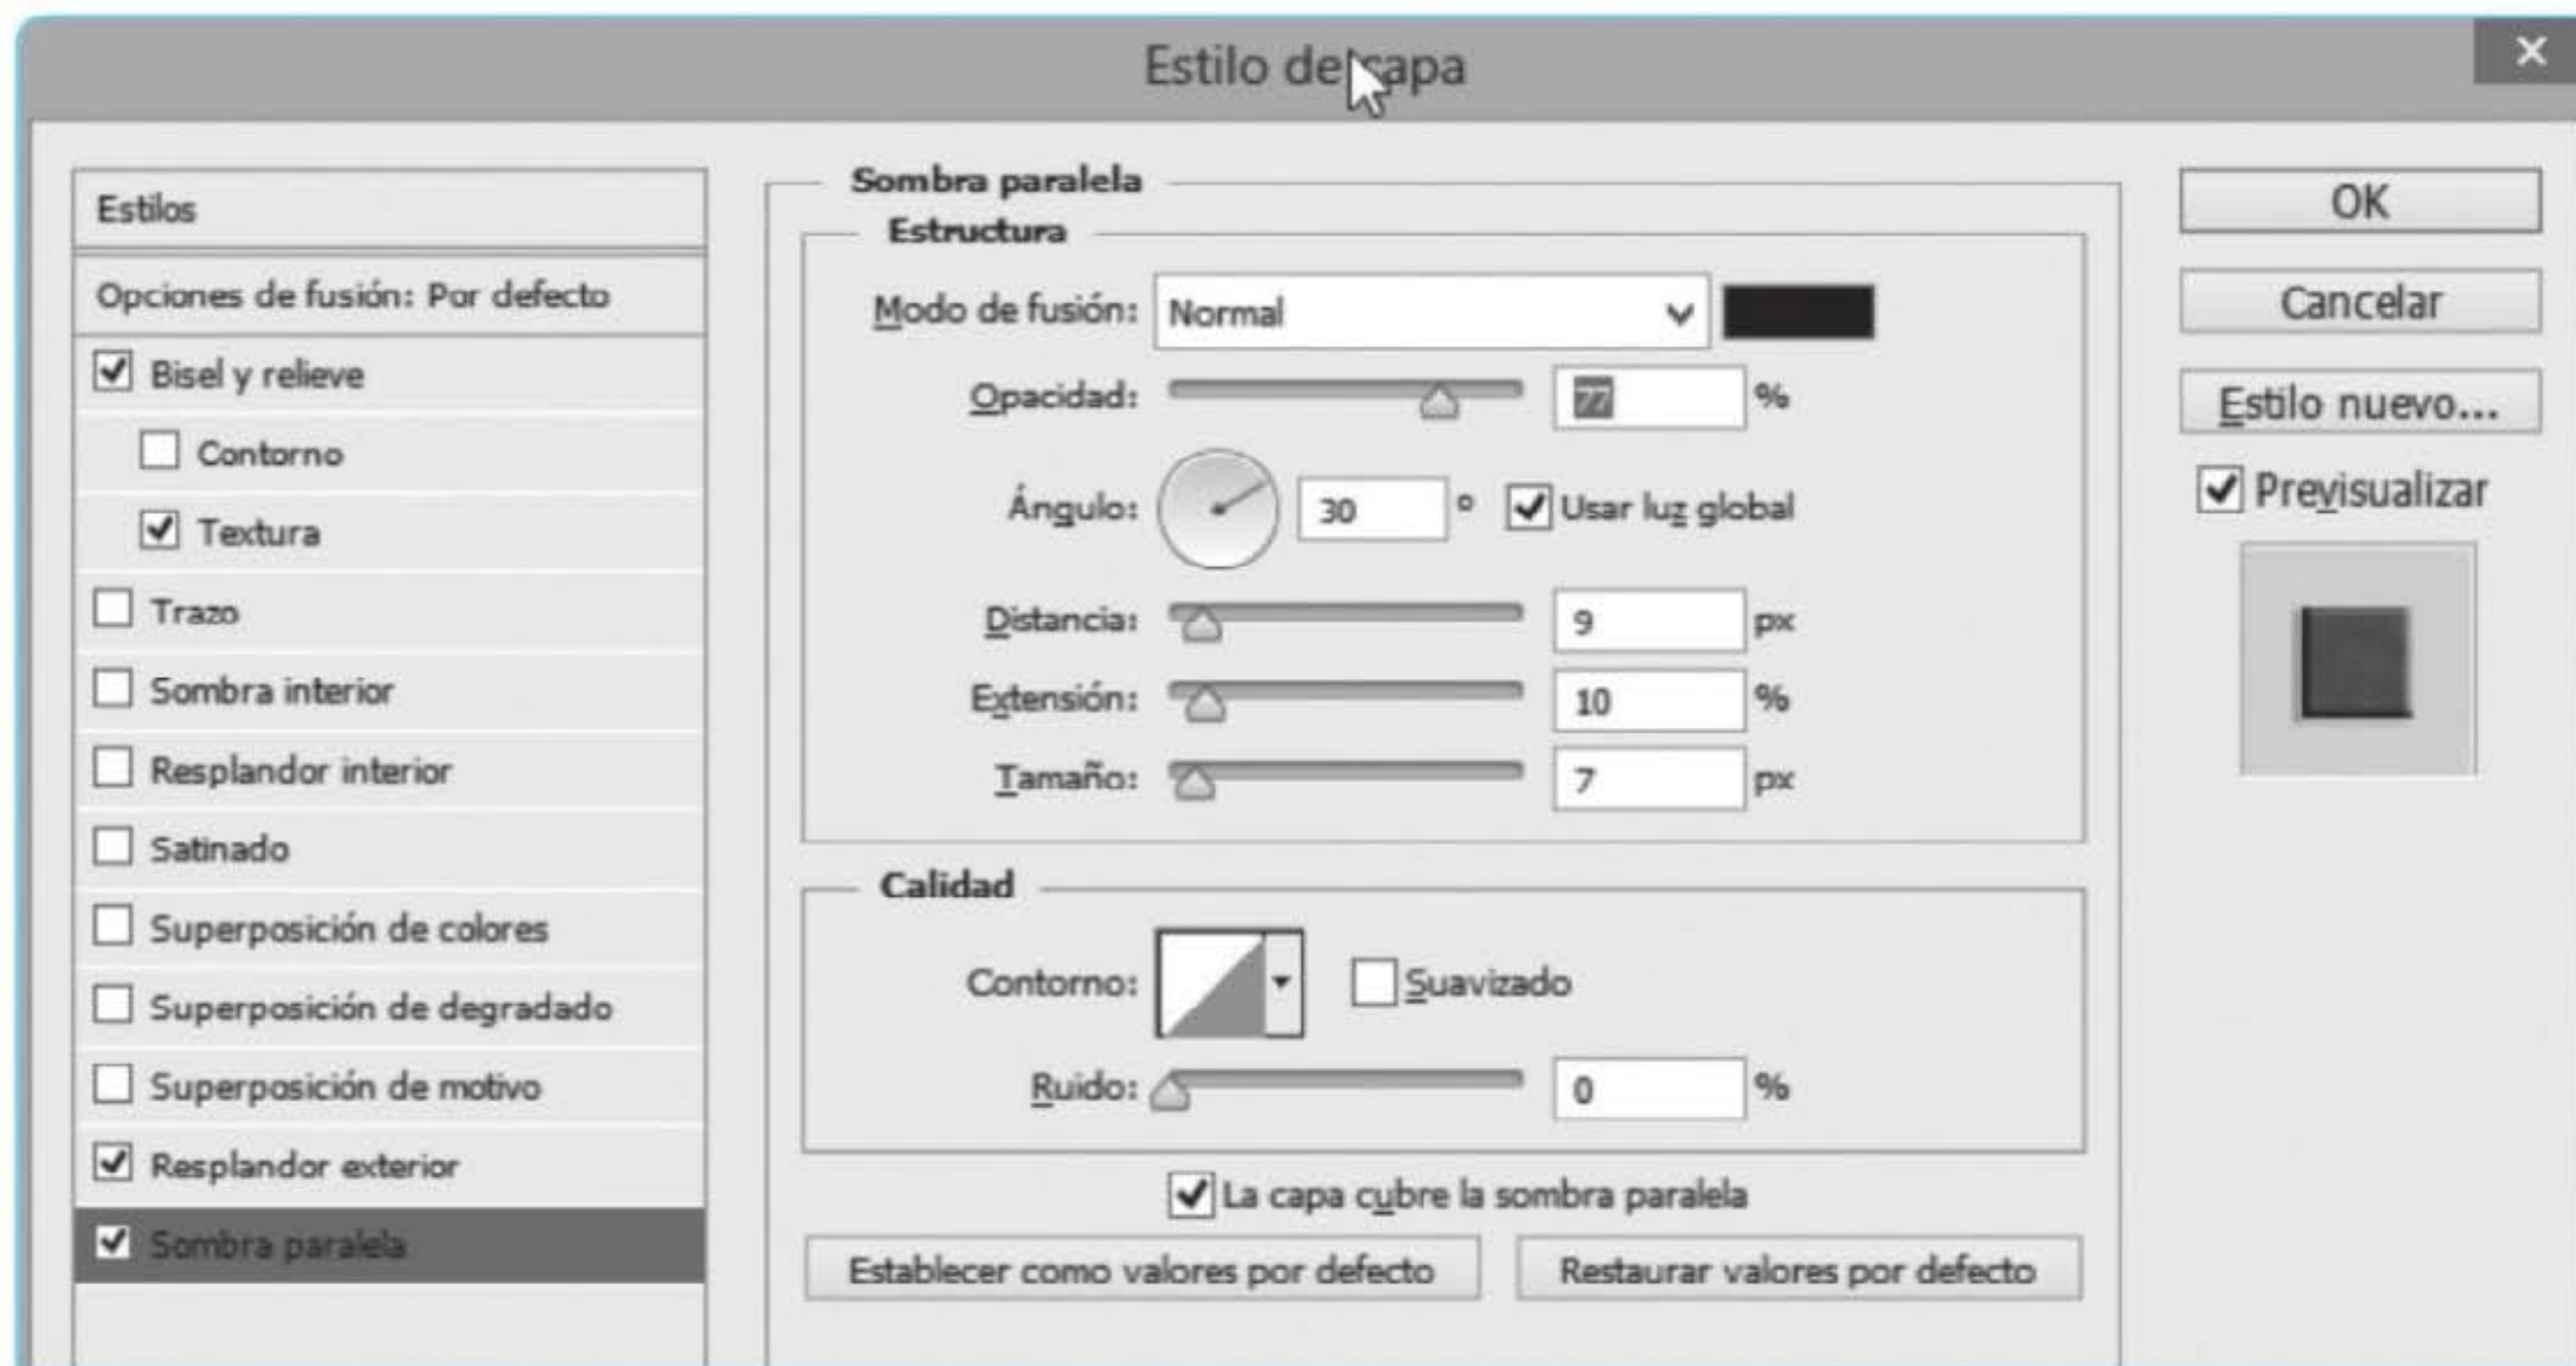 Estilo de capa
Estilos
Opciones de fusión: Por defecto
Bisel y relieve
Contorno
Textura
Trazo
Sombra interior
Resplandor interior
Satinado
Superposición de colores
Superposición de degradado
Superposición de motivo
Resplandor exterior
Sombra paralela
Sombra paralela
Estructura
Modo de fusión: Normal
Opacidad: 77 %
Ángulo: 30 ° Usar luz global
Distancia: 9 px
Extensión: 10 %
Tamaño: 7 px
Calidad
Contorno: Suavizado
Ruido: 0 %
La capa cubre la sombra paralela
Establecer como valores por defecto
Restaurar valores por defecto
OK
Cancelar
Estilo nuevo...
Previsualizar